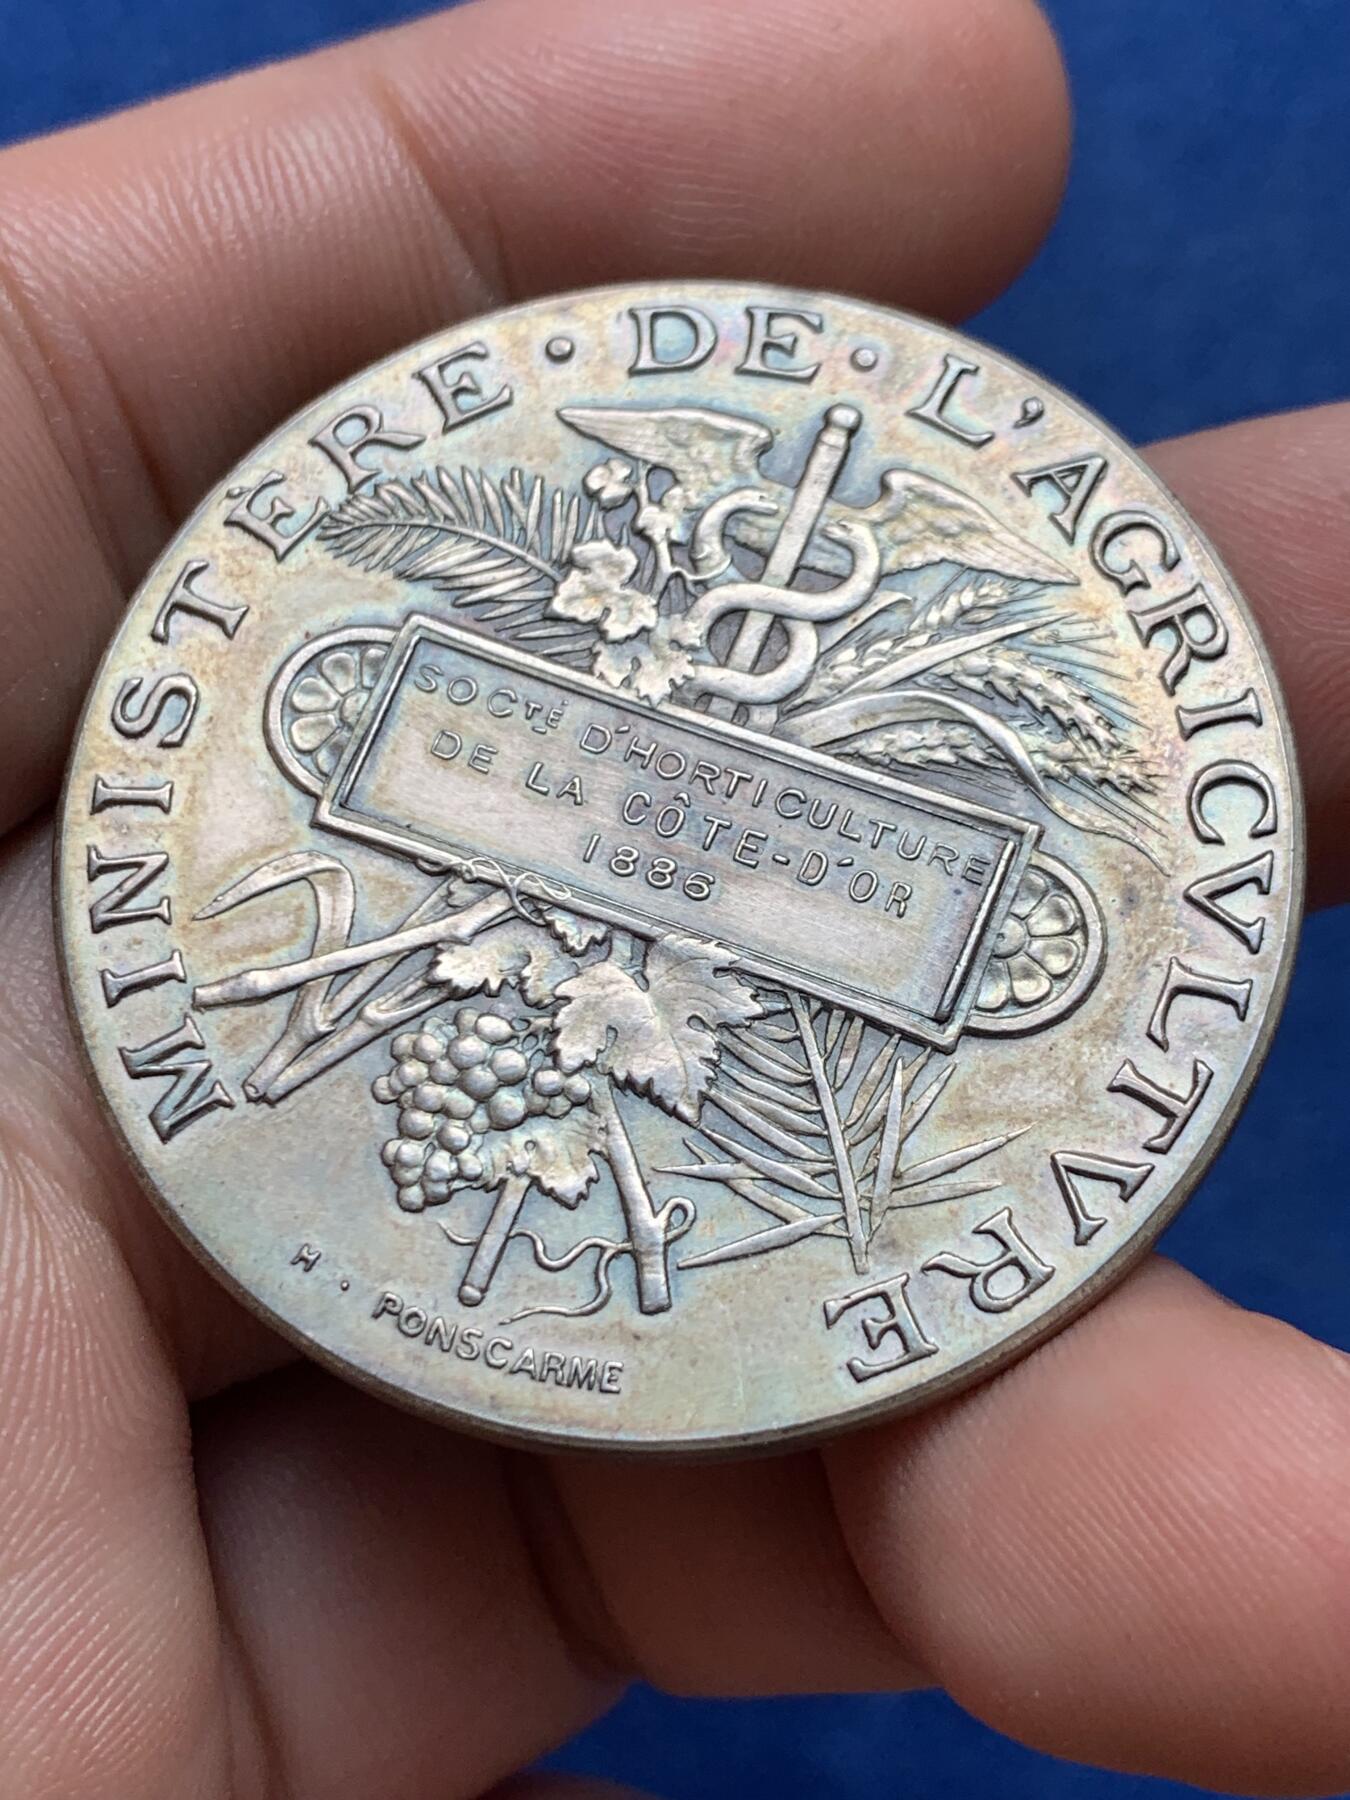 MINISTÈRE · DE · L'AGRICVLTVRE
SOCTÉ D'HORTICULTURE
DE LA CÔTE-D'OR
1886
H · PONSCARME